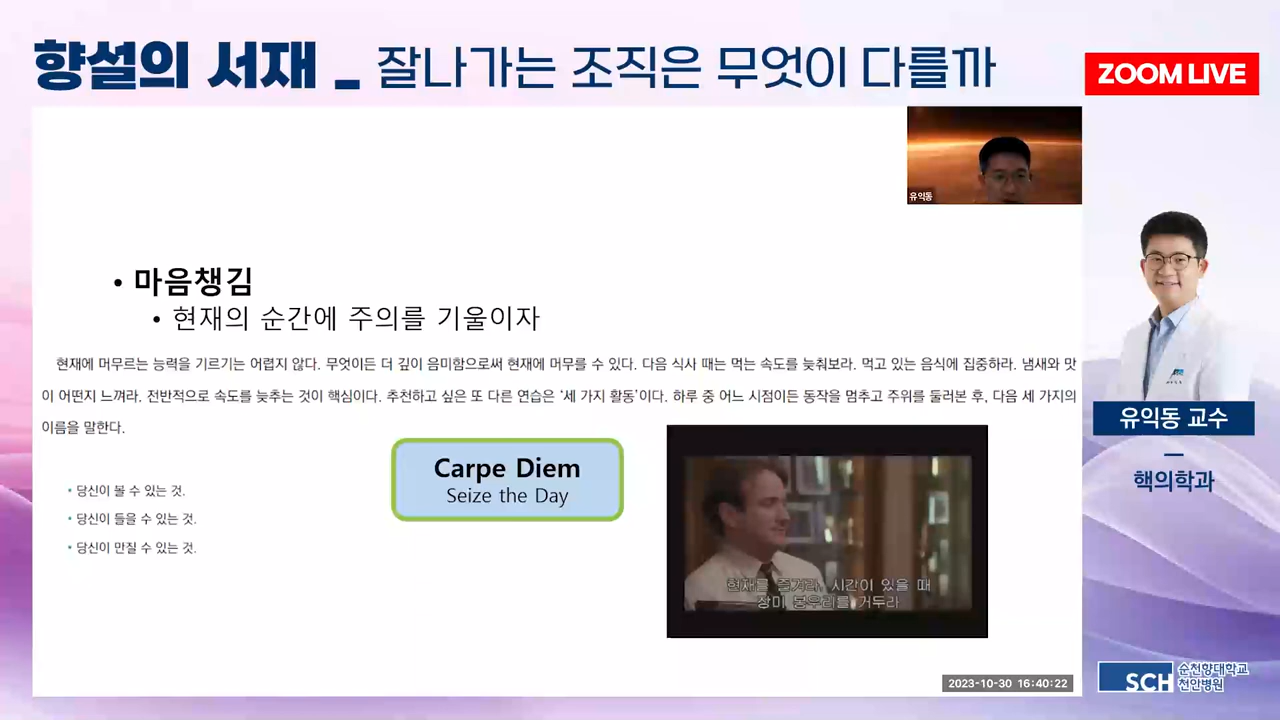 향설의 서재 _ 잘나가는 조직은 무엇이 다를까
ZOOM LIVE
유익동
• 마음챙김
• 현재의 순간에 주의를 기울이자
현재에 머무르는 능력을 기르기는 어렵지 않다. 무엇이든 더 깊이 음미함으로써 현재에 머무를 수 있다. 다음 식사 때는 먹는 속도를 늦춰보라. 먹고 있는 음식에 집중하라. 냄새와 맛
이 어떤지 느껴라. 전반적으로 속도를 늦추는 것이 핵심이다. 추천하고 싶은 또 다른 연습은 ‘세 가지 활동’이다. 하루 중 어느 시점이든 동작을 멈추고 주위를 둘러본 후, 다음 세 가지의
이름을 말한다.
• 당신이 볼 수 있는 것.
• 당신이 들을 수 있는 것.
• 당신이 만질 수 있는 것.
Carpe Diem
Seize the Day
현재를 즐겨라, 시간이 있을 때
장미 봉우리를 거두라
유익동 교수
핵의학과
2023-10-30 16:40:22
SCH 순천향대학교
천안병원